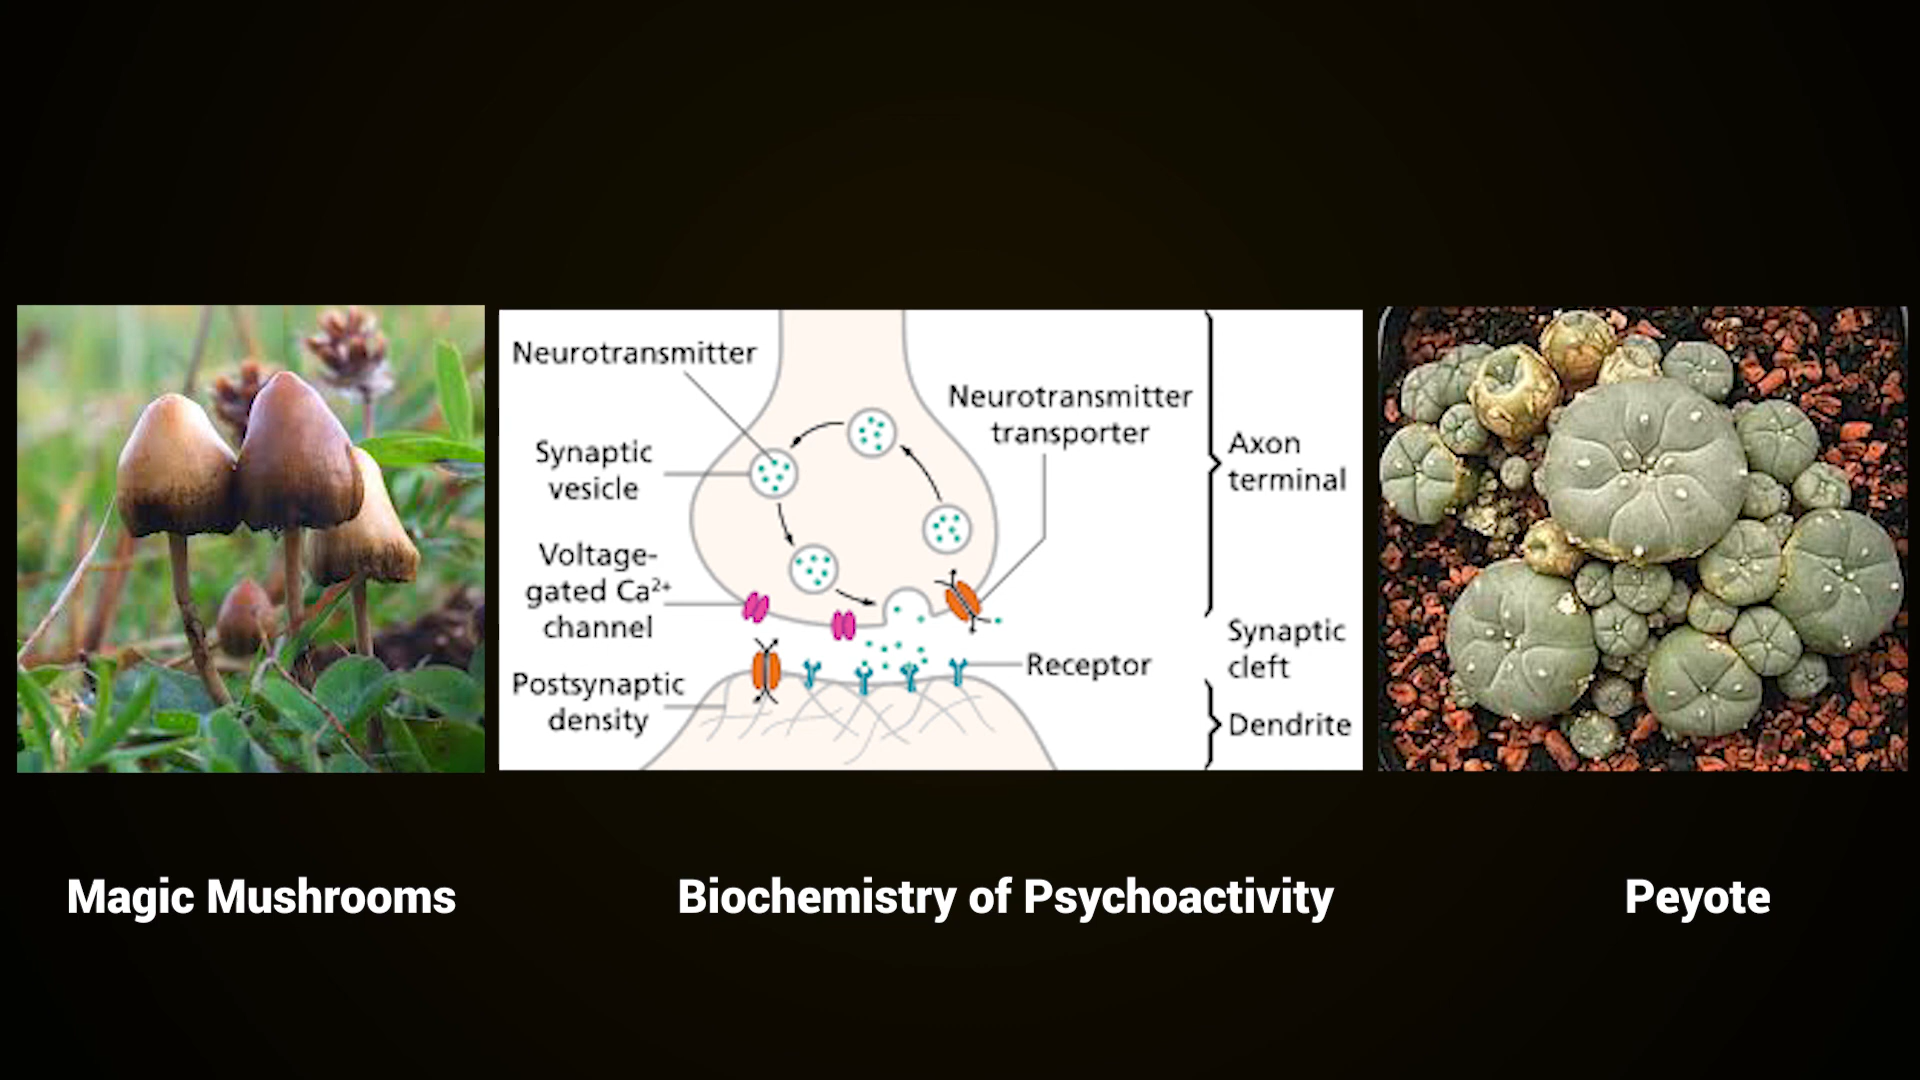 Neurotransmitter
Synaptic
vesicle
Voltage-
gated Ca²⁺
channel
Postsynaptic
density
Neurotransmitter
transporter
Receptor
Axon
terminal
Synaptic
cleft
Dendrite
Magic Mushrooms
Biochemistry of Psychoactivity
Peyote